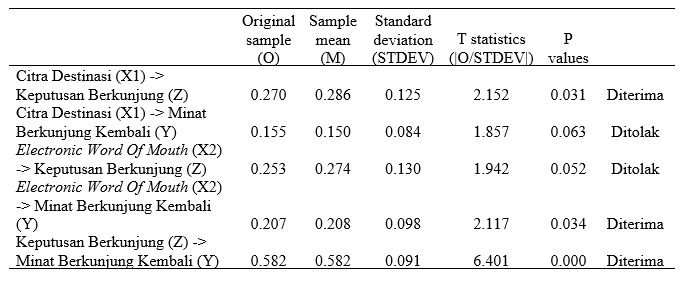 Original sample (O) Sample mean (M) Standard deviation (STDEV) T statistics (|O/STDEV|) P values
Citra Destinasi (X1) ->
Keputusan Berkunjung (Z) 0.270 0.286 0.125 2.152 0.031 Diterima
Citra Destinasi (X1) -> Minat
Berkunjung Kembali (Y) 0.155 0.150 0.084 1.857 0.063 Ditolak
Electronic Word Of Mouth (X2)
-> Keputusan Berkunjung (Z) 0.253 0.274 0.130 1.942 0.052 Ditolak
Electronic Word Of Mouth (X2)
-> Minat Berkunjung Kembali
(Y) 0.207 0.208 0.098 2.117 0.034 Diterima
Keputusan Berkunjung (Z) ->
Minat Berkunjung Kembali (Y) 0.582 0.582 0.091 6.401 0.000 Diterima